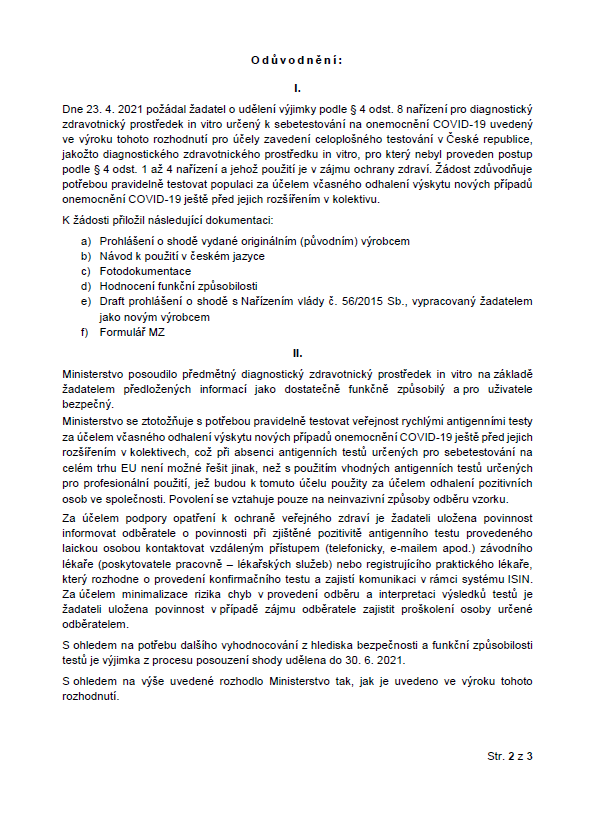 Odůvodnění:
I.
Dne 23. 4. 2021 požádal žadatel o udělení výjimky podle § 4 odst. 8 nařízení pro diagnostický
zdravotnický prostředek in vitro určený k sebetestování na onemocnění COVID-19 uvedený
ve výroku tohoto rozhodnutí pro účely zavedení celoplošného testování v České republice,
jakožto diagnostického zdravotnického prostředku in vitro, pro který nebyl proveden postup
podle § 4 odst. 1 až 4 nařízení a jehož použití je v zájmu ochrany zdraví. Žádost zdůvodňuje
potřebou pravidelně testovat populaci za účelem včasného odhalení výskytu nových případů
onemocnění COVID-19 ještě před jejich rozšířením v kolektivu.
K žádosti přiložil následující dokumentaci:
a) Prohlášení o shodě vydané originálním (původním) výrobcem
b) Návod k použití v českém jazyce
c) Fotodokumentace
d) Hodnocení funkční způsobilosti
e) Draft prohlášení o shodě s Nařízením vlády č. 56/2015 Sb., vypracovaný žadatelem
jako novým výrobcem
f) Formulář MZ
II.
Ministerstvo posoudilo předmětný diagnostický zdravotnický prostředek in vitro na základě
žadatelem předložených informací jako dostatečně funkčně způsobilý a pro uživatele
bezpečný.
Ministerstvo se ztotožňuje s potřebou pravidelně testovat veřejnost rychlými antigenními testy
za účelem včasného odhalení výskytu nových případů onemocnění COVID-19 ještě před jejich
rozšířením v kolektivech, což při absenci antigenních testů určených pro sebetestování na
celém trhu EU není možné řešit jinak, než s použitím vhodných antigenních testů určených
pro profesionální použití, jež budou k tomuto účelu použity za účelem odhalení pozitivních
osob ve společnosti. Povolení se vztahuje pouze na neinvazivní způsoby odběru vzorku.
Za účelem podpory opatření k ochraně veřejného zdraví je žadateli uložena povinnost
informovat odběratele o povinnosti při zjištěné pozitivitě antigenního testu provedeného
laickou osobou kontaktovat vzdáleným přístupem (telefonicky, e-mailem apod.) závodního
lékaře (poskytovatele pracovně – lékařských služeb) nebo registrujícího praktického lékaře,
který rozhodne o provedení konfirmačního testu a zajistí komunikaci v rámci systému ISIN.
Za účelem minimalizace rizika chyb v provedení odběru a interpretaci výsledků testů je
žadateli uložena povinnost v případě zájmu odběratele zajistit proškolení osoby určené
odběratelem.
S ohledem na potřebu dalšího vyhodnocování z hlediska bezpečnosti a funkční způsobilosti
testů je výjimka z procesu posouzení shody udělena do 30. 6. 2021.
S ohledem na výše uvedené rozhodlo Ministerstvo tak, jak je uvedeno ve výroku tohoto
rozhodnutí.
Str. 2 z 3